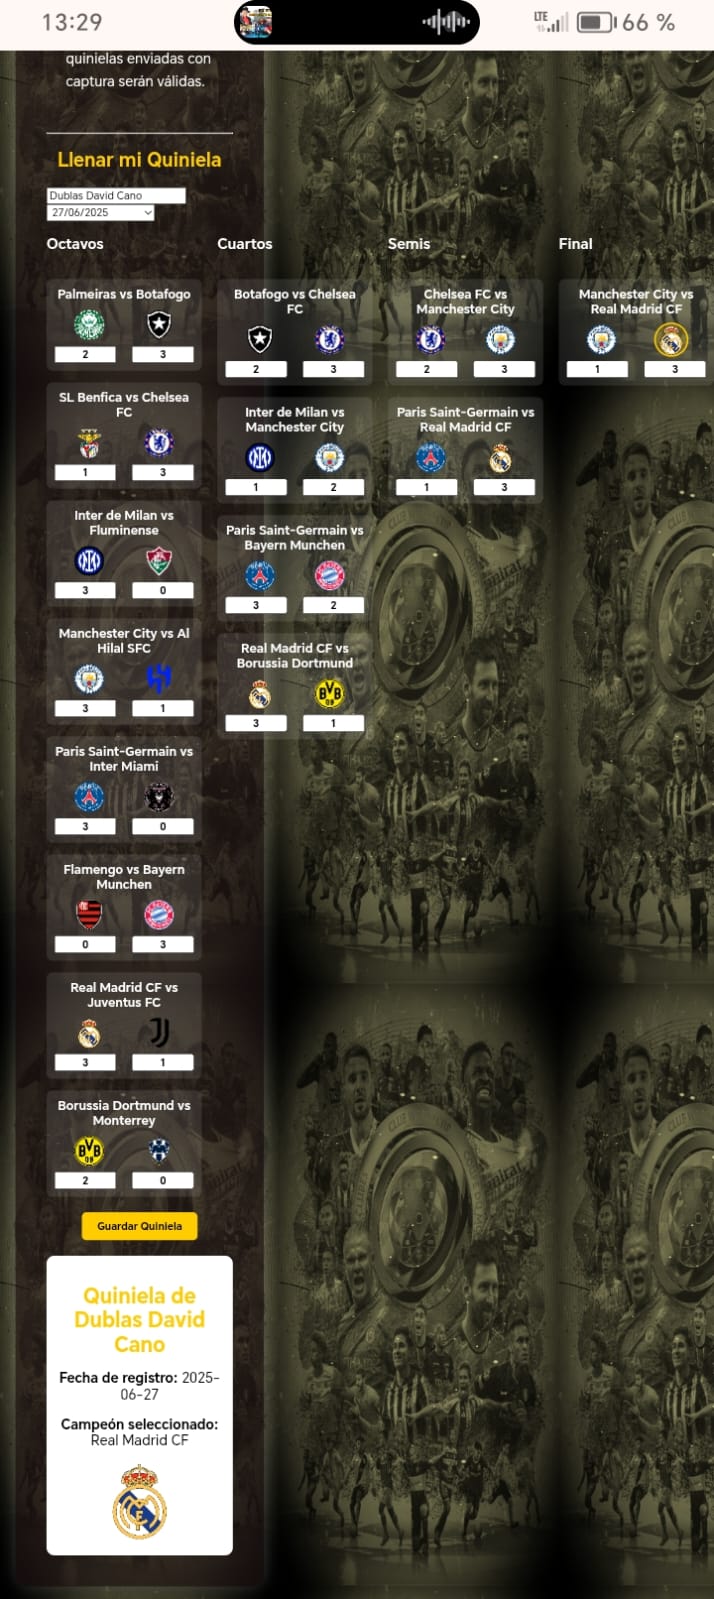 13:29
LTE
66 %
quinielas enviadas con
captura serán válidas.
Llenar mi Quiniela
Dublas David Cano
27/06/2025
Octavos
Palmeiras vs Botafogo
2 3
SL Benfica vs Chelsea
FC
1 3
Inter de Milan vs
Fluminense
3 0
Manchester City vs Al
Hilal SFC
3 1
Paris Saint-Germain vs
Inter Miami
3 0
Flamengo vs Bayern
Munchen
0 3
Real Madrid CF vs
Juventus FC
3 1
Borussia Dortmund vs
Monterrey
2 0
Cuartos
Botafogo vs Chelsea
FC
2 3
Inter de Milan vs
Manchester City
1 2
Paris Saint-Germain vs
Bayern Munchen
3 2
Real Madrid CF vs
Borussia Dortmund
BVB
09
3 1
Semis
Chelsea FC vs
Manchester City
2 3
Paris Saint-Germain vs
Real Madrid CF
1 3
Final
Manchester City vs
Real Madrid CF
1 3
Guardar Quiniela
Quiniela de
Dublas David
Cano
Fecha de registro: 2025-
06-27
Campeón seleccionado:
Real Madrid CF